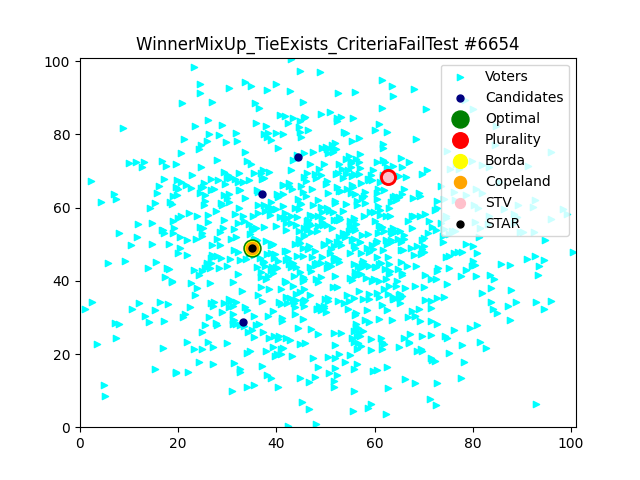 WinnerMixUp_TieExists_CriteriaFailTest #6654
100
80
60
40
20
0
0
20
40
60
80
100
Voters
Candidates
Optimal
Plurality
Borda
Copeland
STV
STAR